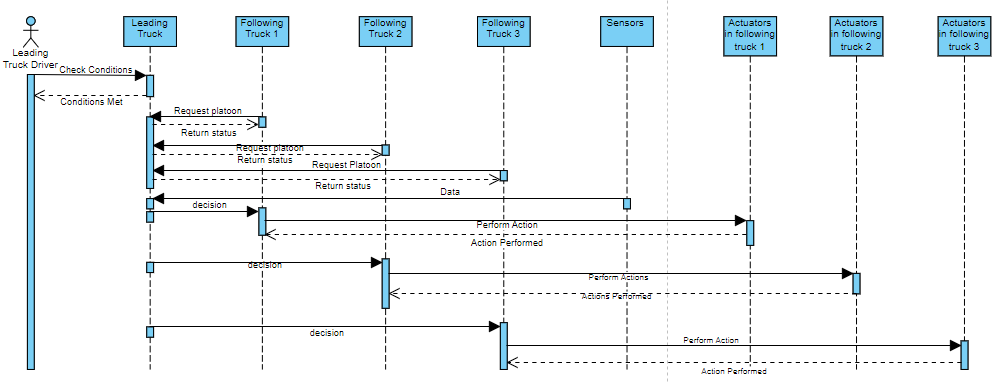 Leading
Truck
Following
Truck 1
Following
Truck 2
Following
Truck 3
Sensors
Actuators
in following
truck 1
Actuators
in following
truck 2
Actuators
in following
truck 3
Leading
Truck Driver
Check Conditions
Conditions Met
Request platoon
Return status
Request platoon
Return status
Request Platoon
Return status
Data
decision
Perform Action
Action Performed
decision
Perform Actions
Actions Performed
decision
Perform Action
Action Performed